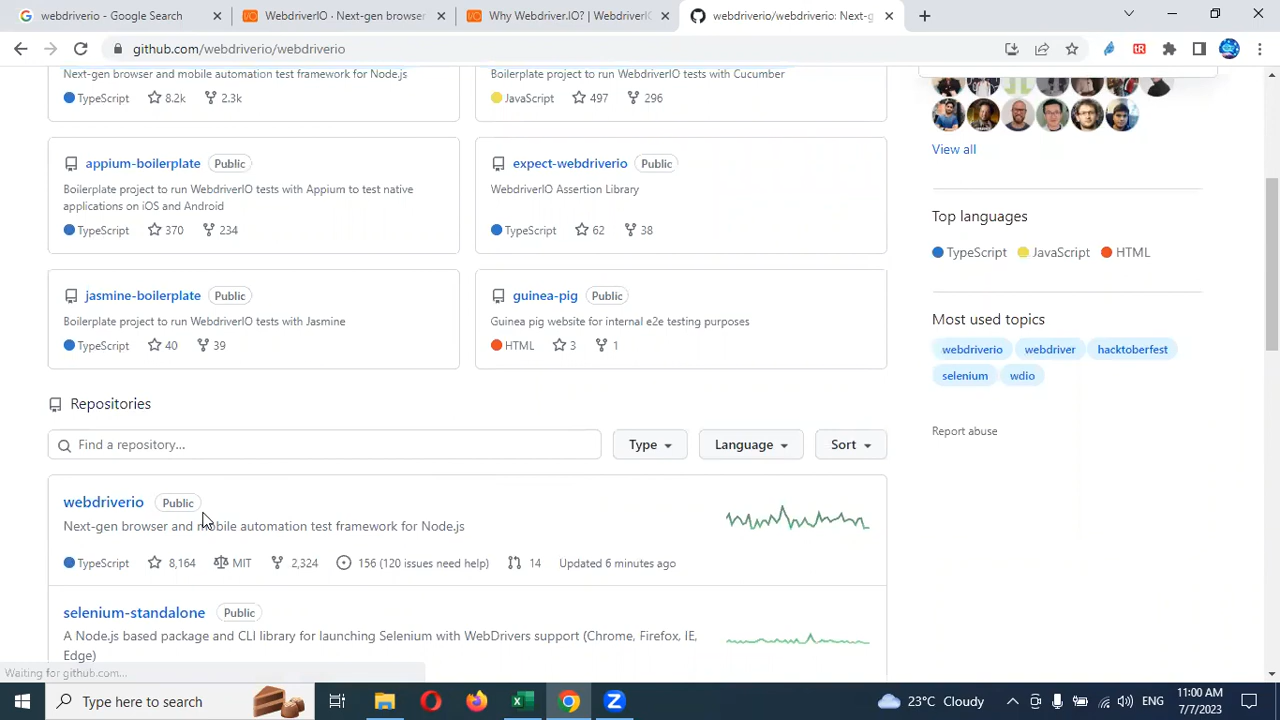 webdriverio - Google Search
WebdriverIO · Next-gen browser
Why Webdriver.IO? | WebdriverIO
webdriverio/webdriverio: Next-g
github.com/webdriverio/webdriverio
Next-gen browser and mobile automation test framework for Node.js
TypeScript 8.2k 2.3k
Boilerplate project to run WebdriverIO tests with Cucumber
JavaScript 497 296
View all
appium-boilerplate Public
Boilerplate project to run WebdriverIO tests with Appium to test native
applications on iOS and Android
TypeScript 370 234
expect-webdriverio Public
WebdriverIO Assertion Library
TypeScript 62 38
Top languages
TypeScript JavaScript HTML
jasmine-boilerplate Public
Boilerplate project to run WebdriverIO tests with Jasmine
TypeScript 40 39
guinea-pig Public
Guinea pig website for internal e2e testing purposes
HTML 3 1
Most used topics
webdriverio webdriver hacktoberfest
selenium wdio
Report abuse
Repositories
Find a repository...
Type Language Sort
webdriverio Public
Next-gen browser and mobile automation test framework for Node.js
TypeScript 8,164 MIT 2,324 156 (120 issues need help) 14 Updated 6 minutes ago
selenium-standalone Public
A Node.js based package and CLI library for launching Selenium with WebDrivers support (Chrome, Firefox, IE,
Edge)
Waiting for github.com...
Type here to search
23°C Cloudy
ENG
11:00 AM
7/7/2023